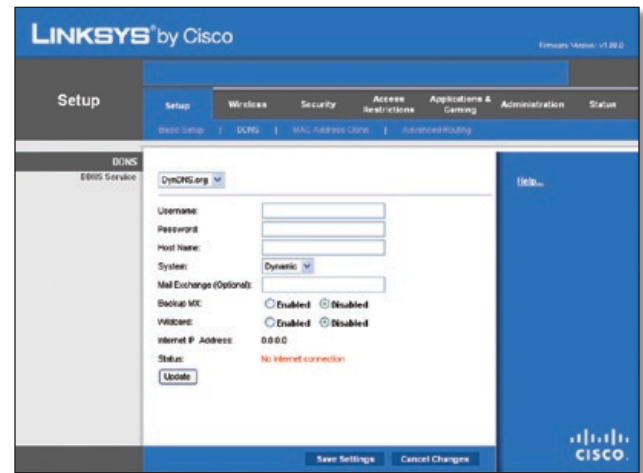 LINKSYS® by Cisco
Firmware Version: v1.00.0
Setup
Setup Wireless Security Access Restrictions Applications & Gaming Administration Status
Basic Setup | DDNS | MAC Address Clone | Advanced Routing
DDNS
DDNS Service
DynDNS.org
Help...
Username:
Password:
Host Name:
System: Dynamic
Mail Exchange (Optional):
Backup MX: Enabled Disabled
Wildcard: Enabled Disabled
Internet IP Address: 0.0.0.0
Status: No Internet connection
Update
Save Settings Cancel Changes
CISCO